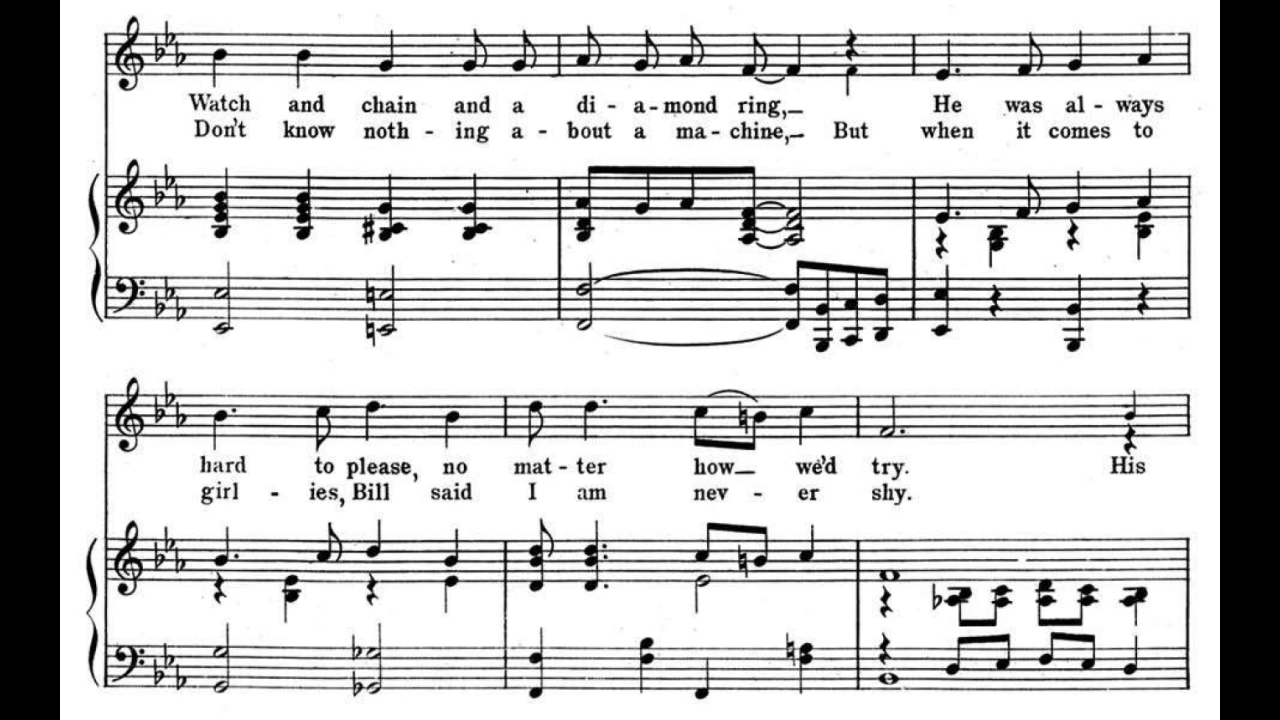 Watch and chain and a di - a - mond ring, He was al - ways
Don't know noth - ing a - bout a ma - chine, But when it comes to
hard to please, no mat - ter how we'd try. His
girl - ies, Bill said I am nev - er shy.